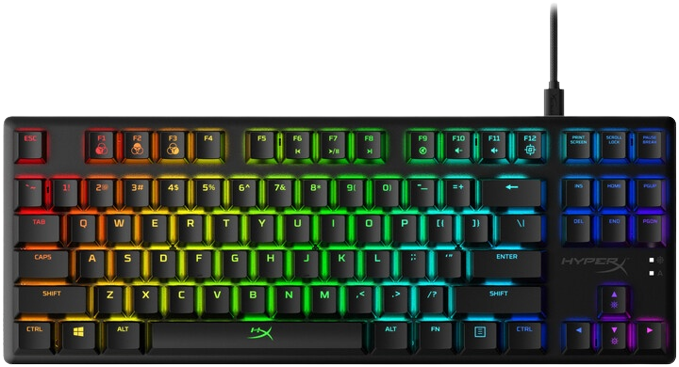 ESC F1 F2 F3 F4 F5 F6 F7 F8 F9 F10 F11 F12 PRINT SCREEN SCROLL LOCK PAUSE BREAK
`~ 1! 2@ 3# 4$ 5% 6^ 7& 8* 9( 0) -_ =+ INS HOME PGUP
TAB Q W E R T Y U I O P [{ ]} \| DEL END PGDN
CAPS A S D F G H J K L ;: '" ENTER HYPERX A
SHIFT Z X C V B N M ,< .> /? SHIFT
CTRL ALT HX ALT FN CTRL